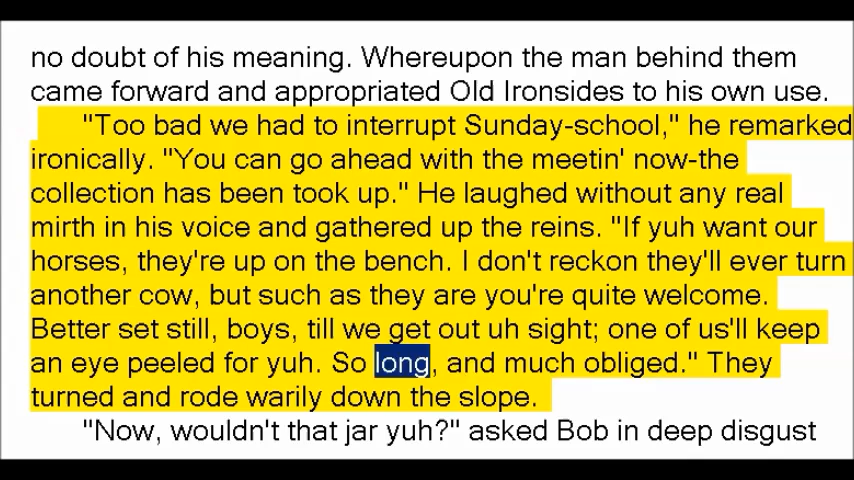 no doubt of his meaning. Whereupon the man behind them
came forward and appropriated Old Ironsides to his own use.
"Too bad we had to interrupt Sunday-school," he remarked
ironically. "You can go ahead with the meetin' now-the
collection has been took up." He laughed without any real
mirth in his voice and gathered up the reins. "If yuh want our
horses, they're up on the bench. I don't reckon they'll ever turn
another cow, but such as they are you're quite welcome.
Better set still, boys, till we get out uh sight; one of us'll keep
an eye peeled for yuh. So long, and much obliged." They
turned and rode warily down the slope.
"Now, wouldn't that jar yuh?" asked Bob in deep disgust